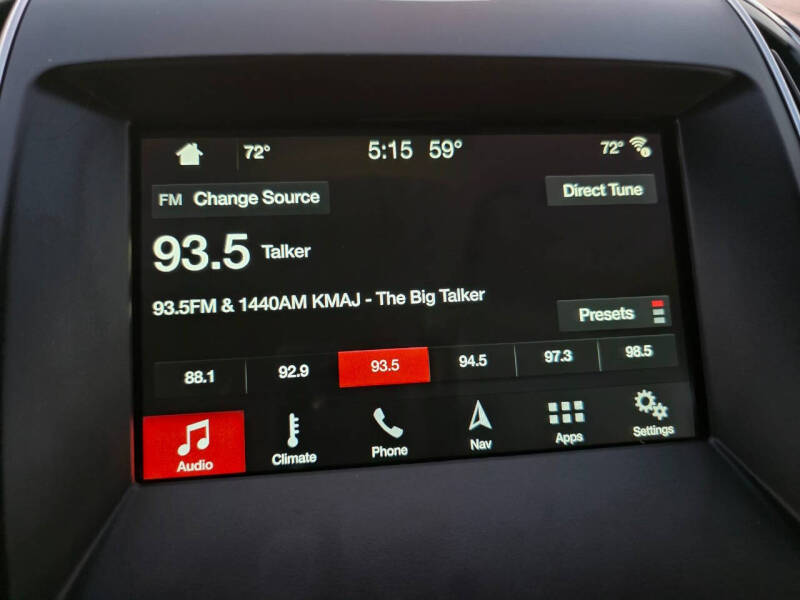 72° 5:15 59° 72°
FM Change Source Direct Tune
93.5 Talker
93.5FM & 1440AM KMAJ - The Big Talker
Presets
88.1 92.9 93.5 94.5 97.3 98.5
Audio Climate Phone Nav Apps Settings